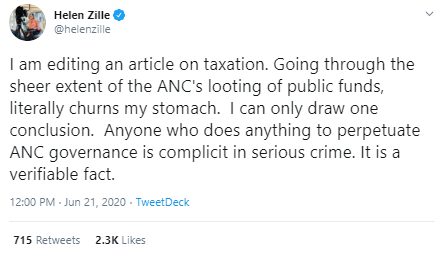 Helen Zille
@helenzille
I am editing an article on taxation. Going through the
sheer extent of the ANC's looting of public funds,
literally churns my stomach.  I can only draw one
conclusion.  Anyone who does anything to perpetuate
ANC governance is complicit in serious crime. It is a
verifiable fact.
12:00 PM · Jun 21, 2020 · TweetDeck
715 Retweets   2.3K Likes